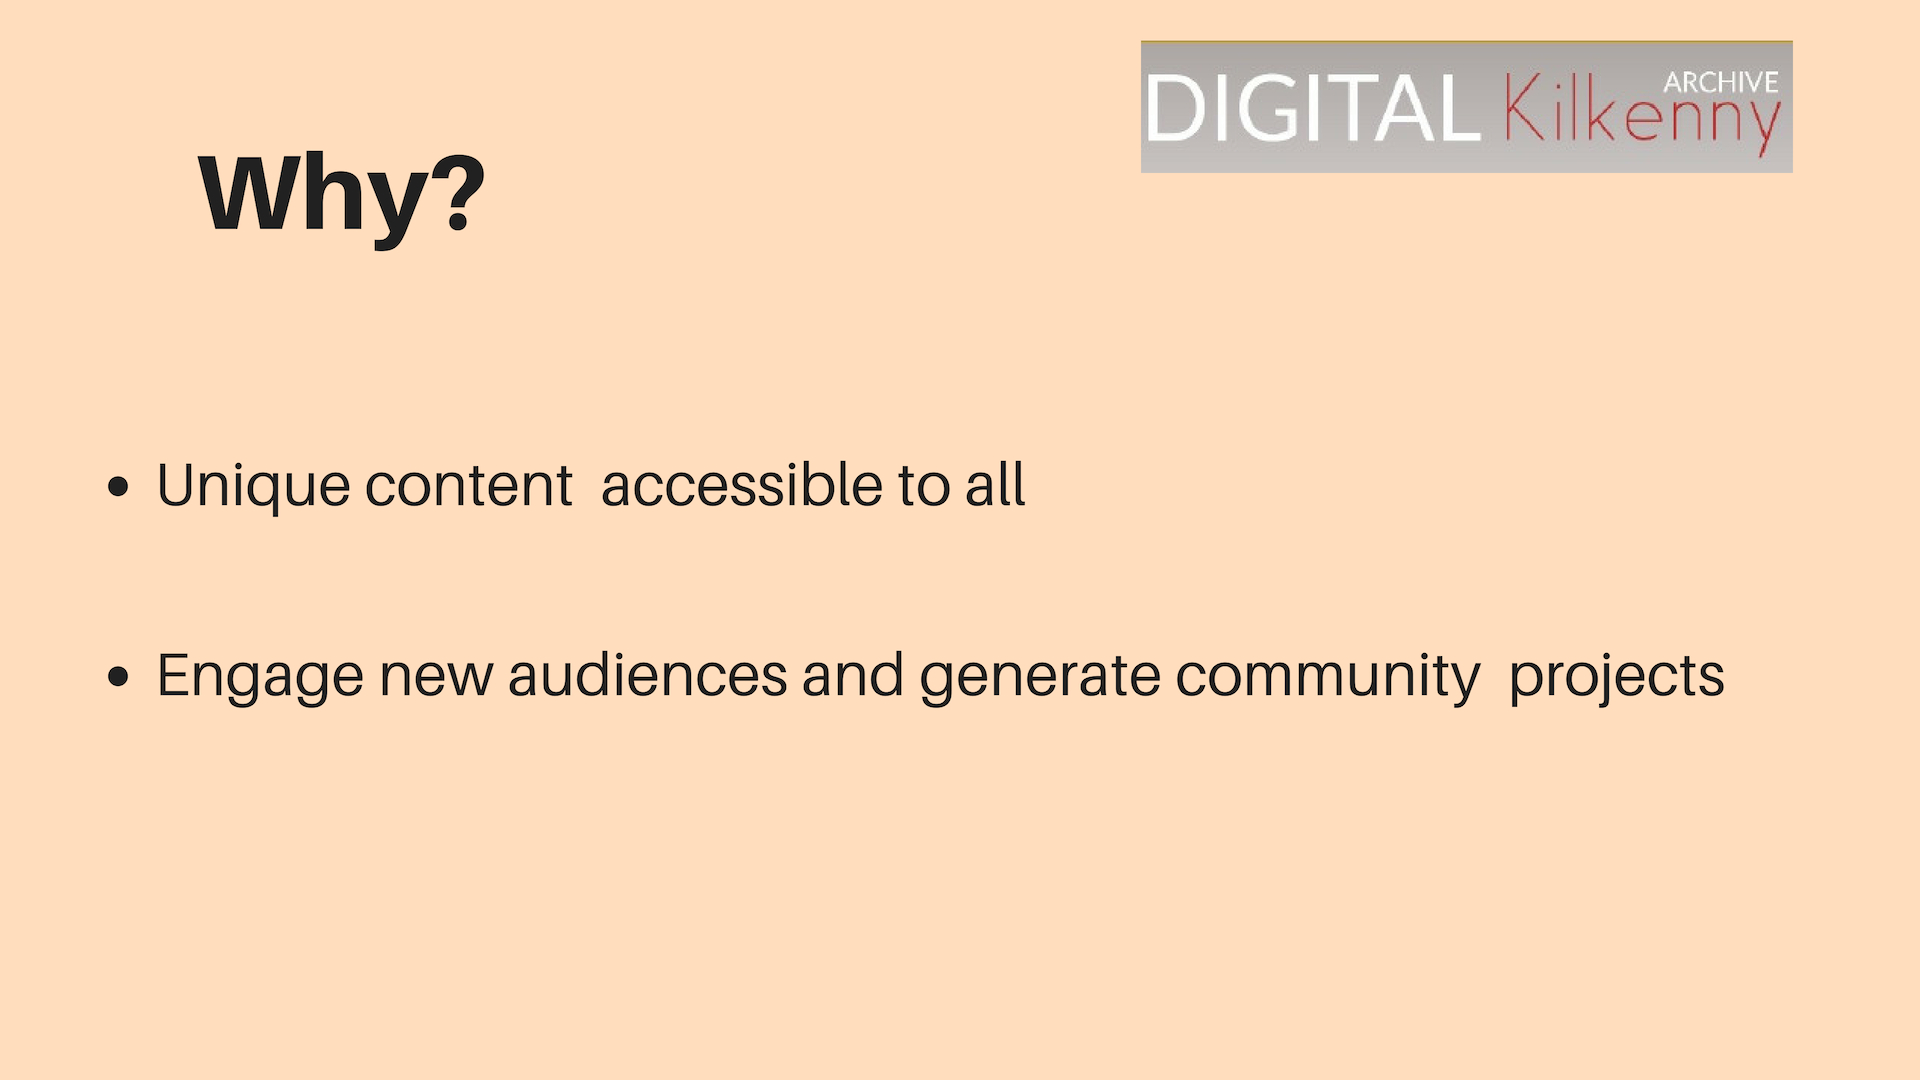 DIGITAL Kilkenny ARCHIVE
Why?
• Unique content  accessible to all
• Engage new audiences and generate community  projects